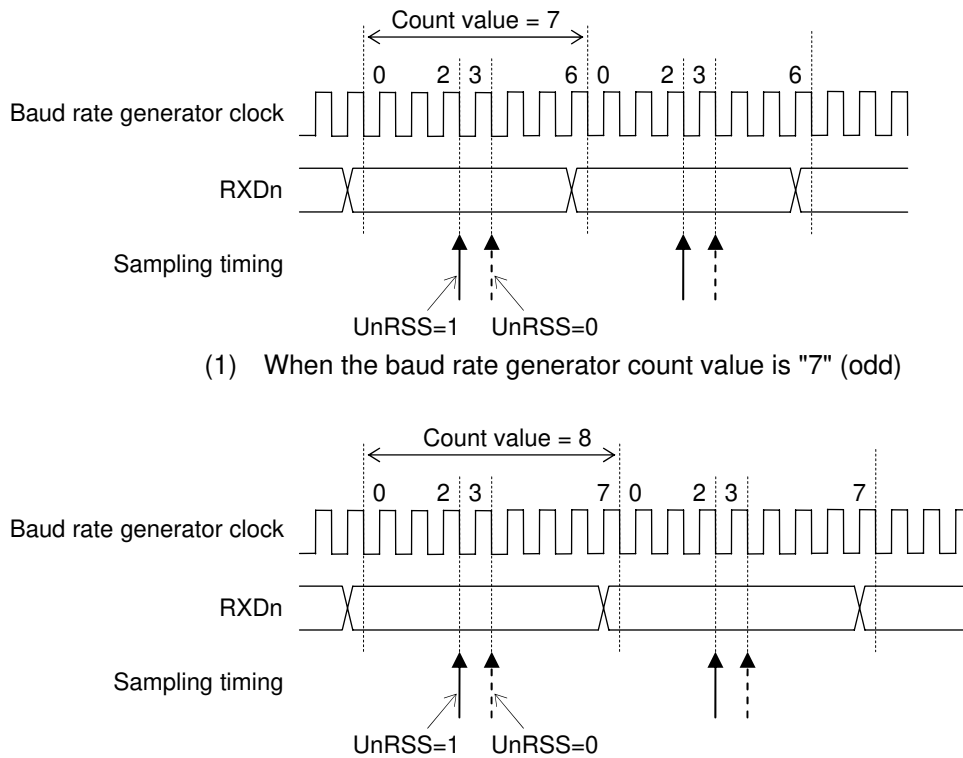 Count value = 7
0 2 3 6 0 2 3 6
Baud rate generator clock
RXDn
Sampling timing
UnRSS=1 UnRSS=0
(1) When the baud rate generator count value is "7" (odd)
Count value = 8
0 2 3 7 0 2 3 7
Baud rate generator clock
RXDn
Sampling timing
UnRSS=1 UnRSS=0